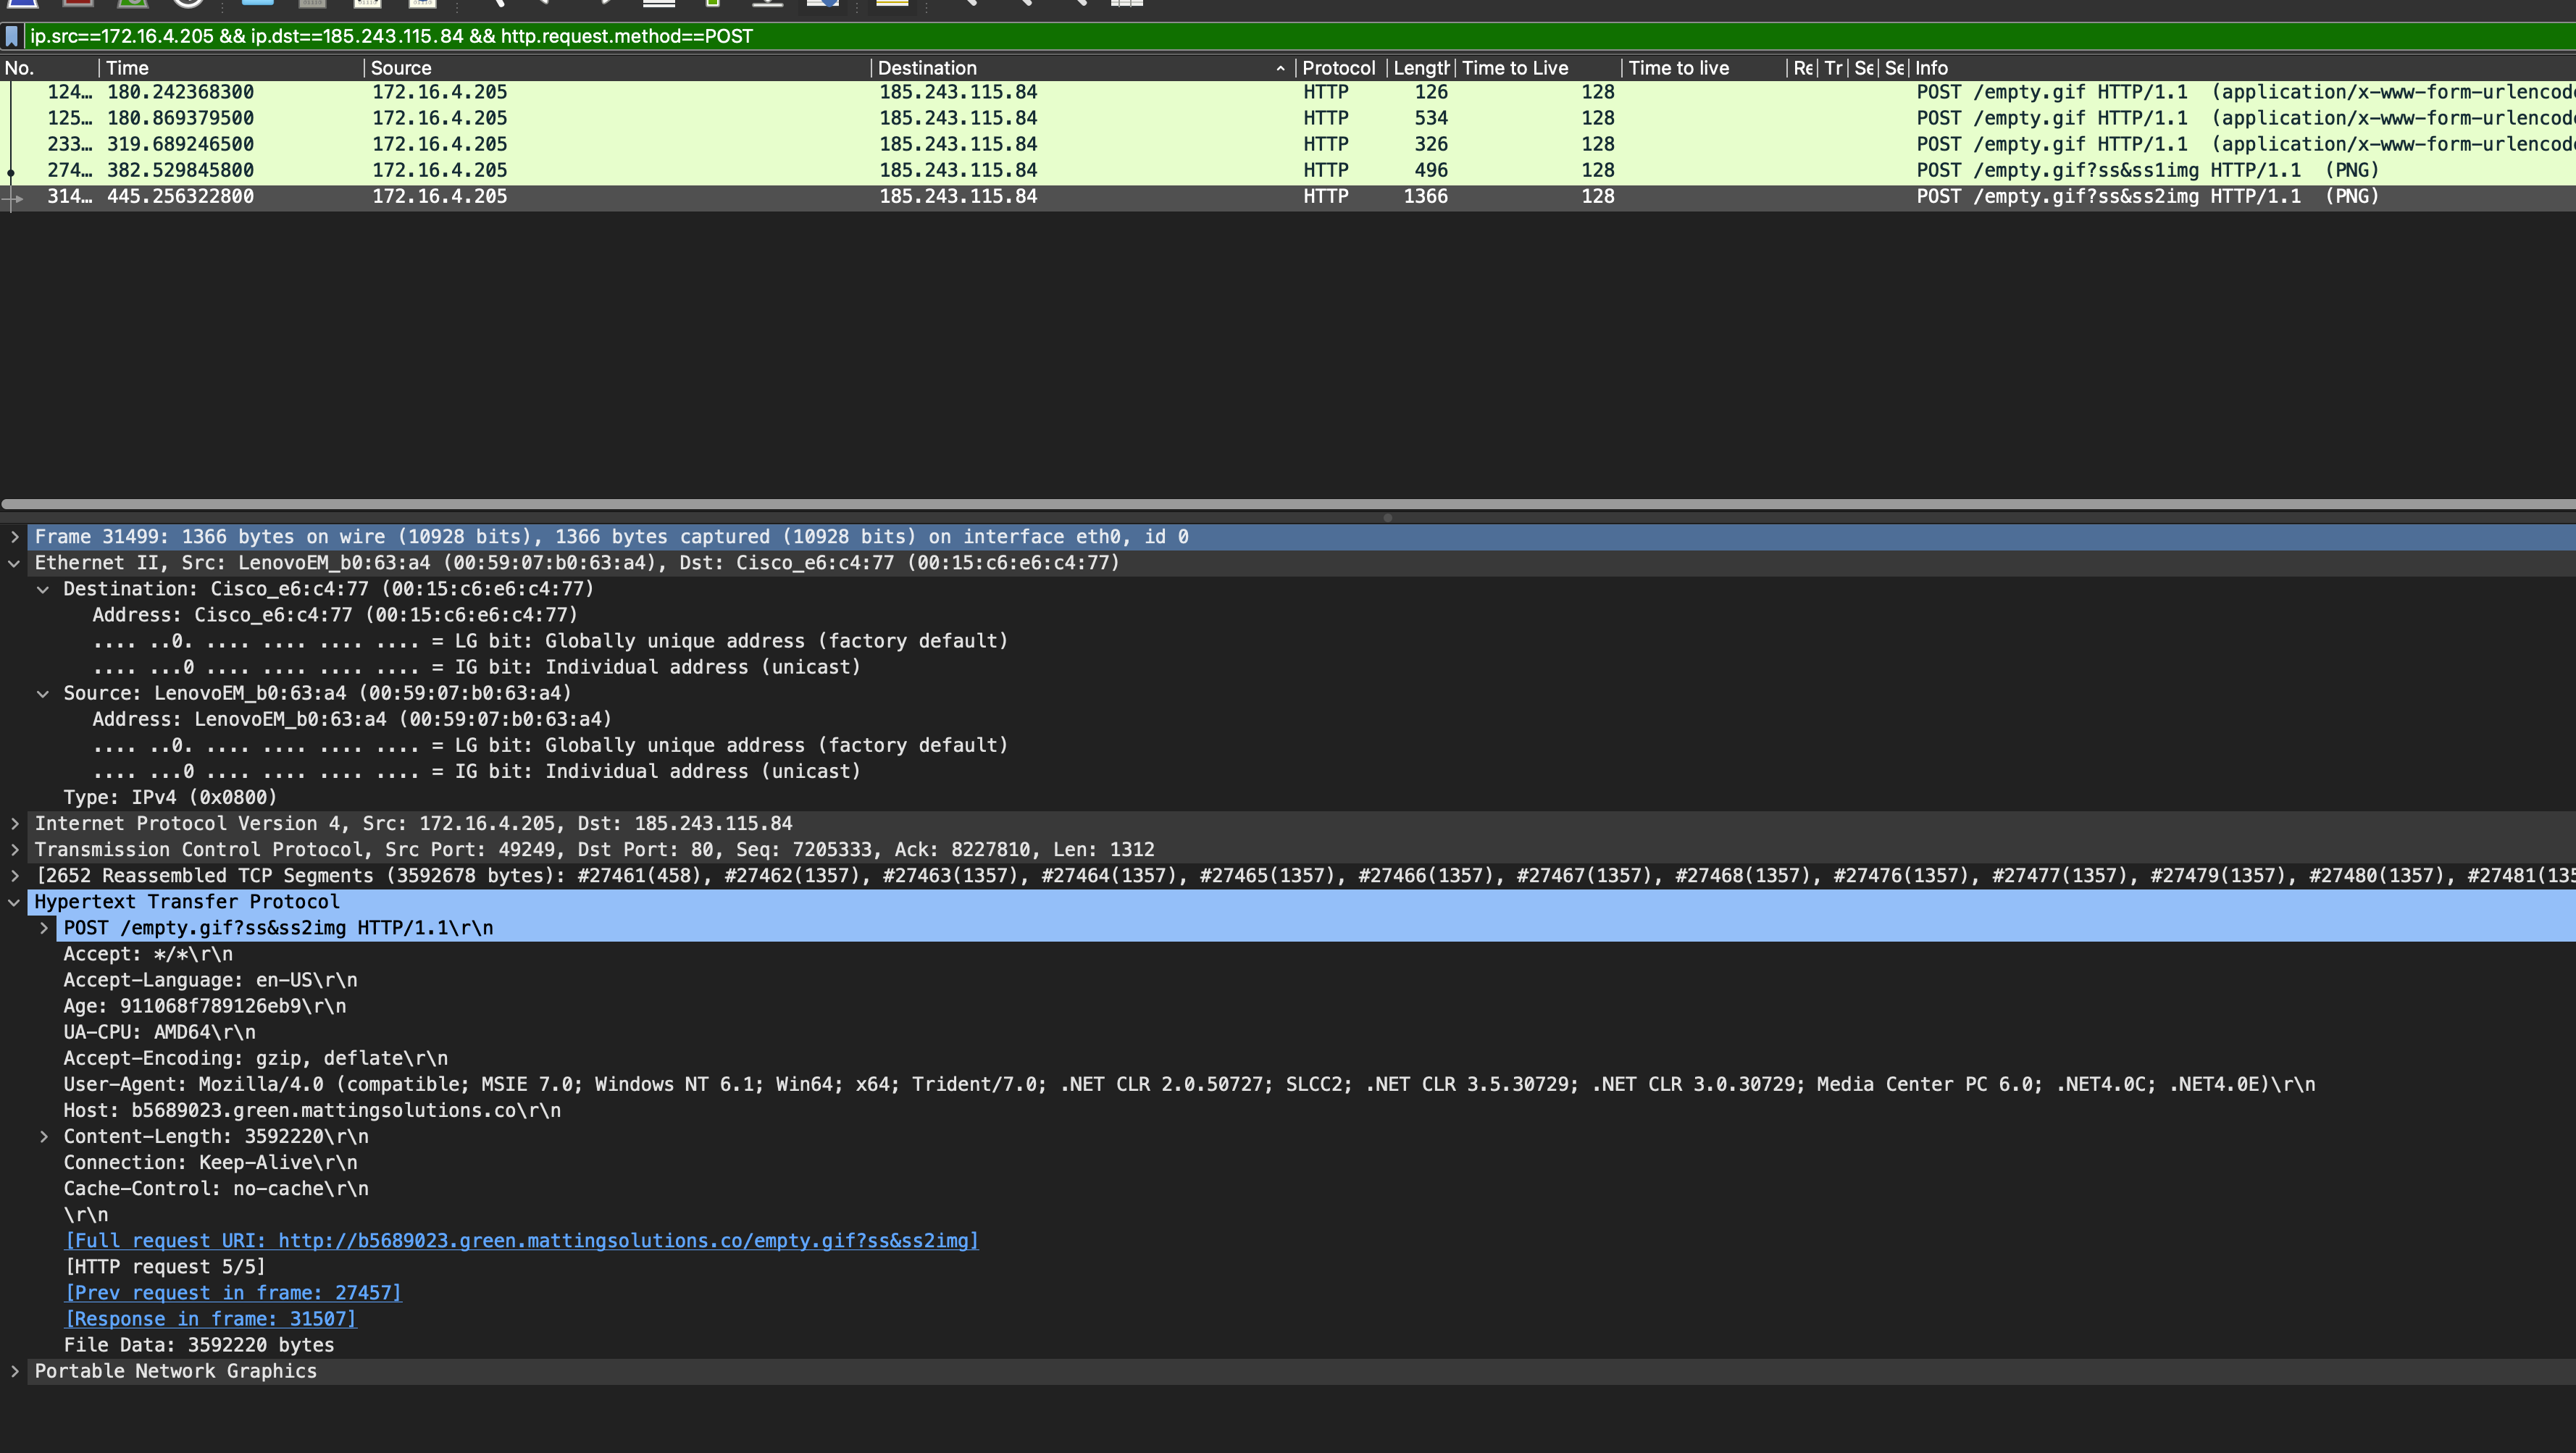 ip.src==172.16.4.205 && ip.dst==185.243.115.84 && http.request.method==POST
No. Time Source Destination Protocol Length Time to Live Time to live Re Tr Se Se Info
124… 180.242368300 172.16.4.205 185.243.115.84 HTTP 126 128 POST /empty.gif HTTP/1.1 (application/x-www-form-urlencode
125… 180.869379500 172.16.4.205 185.243.115.84 HTTP 534 128 POST /empty.gif HTTP/1.1 (application/x-www-form-urlencode
233… 319.689246500 172.16.4.205 185.243.115.84 HTTP 326 128 POST /empty.gif HTTP/1.1 (application/x-www-form-urlencode
274… 382.529845800 172.16.4.205 185.243.115.84 HTTP 496 128 POST /empty.gif?ss&ss1img HTTP/1.1 (PNG)
314… 445.256322800 172.16.4.205 185.243.115.84 HTTP 1366 128 POST /empty.gif?ss&ss2img HTTP/1.1 (PNG)
Frame 31499: 1366 bytes on wire (10928 bits), 1366 bytes captured (10928 bits) on interface eth0, id 0
Ethernet II, Src: LenovoEM_b0:63:a4 (00:59:07:b0:63:a4), Dst: Cisco_e6:c4:77 (00:15:c6:e6:c4:77)
Destination: Cisco_e6:c4:77 (00:15:c6:e6:c4:77)
Address: Cisco_e6:c4:77 (00:15:c6:e6:c4:77)
.... ..0. .... .... .... .... = LG bit: Globally unique address (factory default)
.... ...0 .... .... .... .... = IG bit: Individual address (unicast)
Source: LenovoEM_b0:63:a4 (00:59:07:b0:63:a4)
Address: LenovoEM_b0:63:a4 (00:59:07:b0:63:a4)
.... ..0. .... .... .... .... = LG bit: Globally unique address (factory default)
.... ...0 .... .... .... .... = IG bit: Individual address (unicast)
Type: IPv4 (0x0800)
Internet Protocol Version 4, Src: 172.16.4.205, Dst: 185.243.115.84
Transmission Control Protocol, Src Port: 49249, Dst Port: 80, Seq: 7205333, Ack: 8227810, Len: 1312
[2652 Reassembled TCP Segments (3592678 bytes): #27461(458), #27462(1357), #27463(1357), #27464(1357), #27465(1357), #27466(1357), #27467(1357), #27468(1357), #27476(1357), #27477(1357), #27479(1357), #27480(1357), #27481(135
Hypertext Transfer Protocol
POST /empty.gif?ss&ss2img HTTP/1.1\r\n
Accept: */*\r\n
Accept-Language: en-US\r\n
Age: 911068f789126eb9\r\n
UA-CPU: AMD64\r\n
Accept-Encoding: gzip, deflate\r\n
User-Agent: Mozilla/4.0 (compatible; MSIE 7.0; Windows NT 6.1; Win64; x64; Trident/7.0; .NET CLR 2.0.50727; SLCC2; .NET CLR 3.5.30729; .NET CLR 3.0.30729; Media Center PC 6.0; .NET4.0C; .NET4.0E)\r\n
Host: b5689023.green.mattingsolutions.co\r\n
Content-Length: 3592220\r\n
Connection: Keep-Alive\r\n
Cache-Control: no-cache\r\n
\r\n
[Full request URI: http://b5689023.green.mattingsolutions.co/empty.gif?ss&ss2img]
[HTTP request 5/5]
[Prev request in frame: 27457]
[Response in frame: 31507]
File Data: 3592220 bytes
Portable Network Graphics